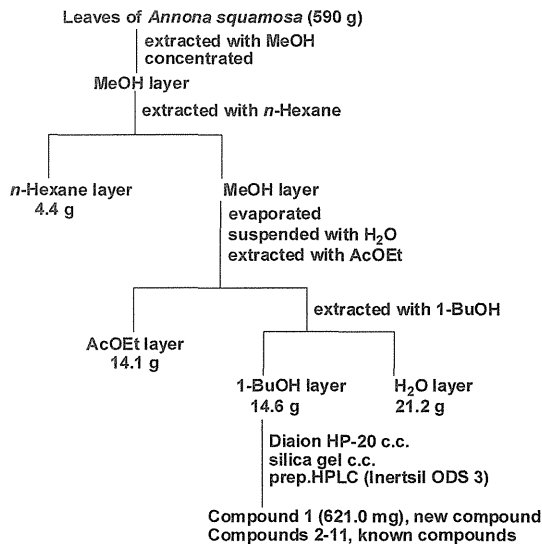 Leaves of Annona squamosa (590 g)
extracted with MeOH
concentrated
MeOH layer
extracted with n-Hexane
n-Hexane layer
4.4 g
MeOH layer
evaporated
suspended with H₂O
extracted with AcOEt
extracted with 1-BuOH
AcOEt layer
14.1 g
1-BuOH layer
14.6 g
H₂O layer
21.2 g
Diaion HP-20 c.c.
silica gel c.c.
prep.HPLC (Inertsil ODS 3)
Compound 1 (621.0 mg), new compound
Compounds 2-11, known compounds